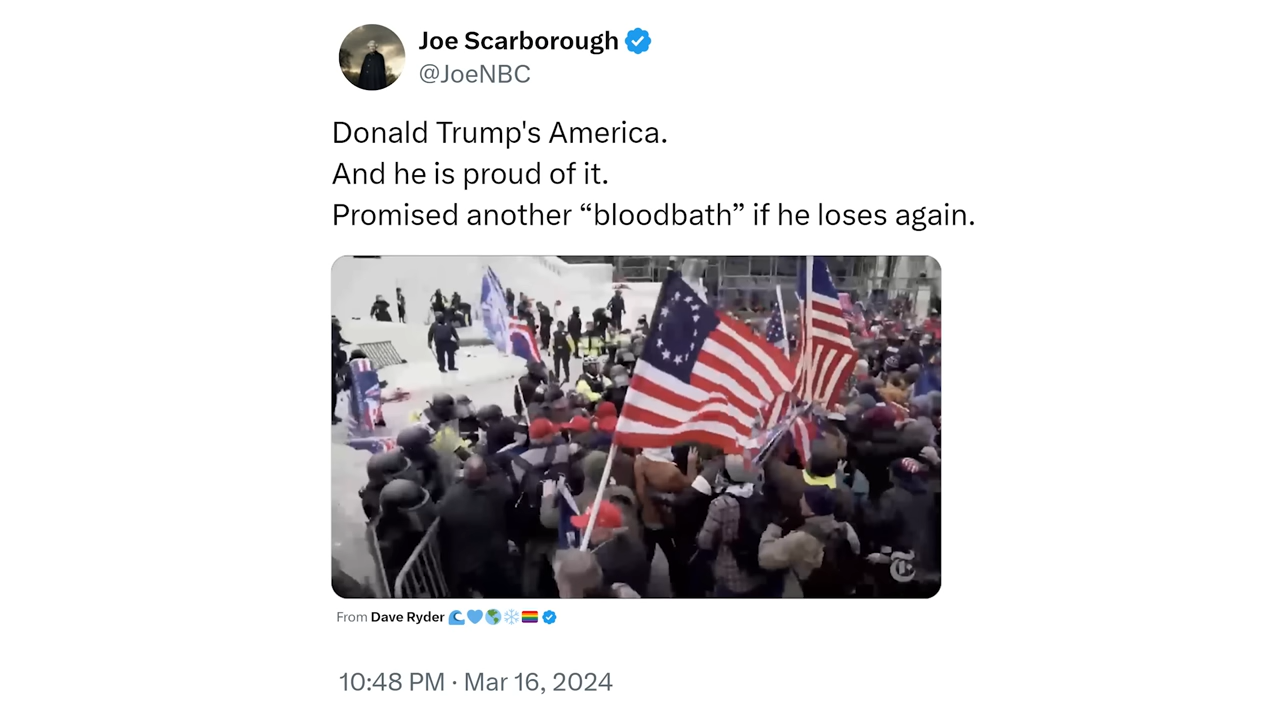 Joe Scarborough
@JoeNBC
Donald Trump's America.
And he is proud of it.
Promised another “bloodbath” if he loses again.
T
From Dave Ryder 🌊💙🌎❄️🏳️‍🌈
10:48 PM · Mar 16, 2024